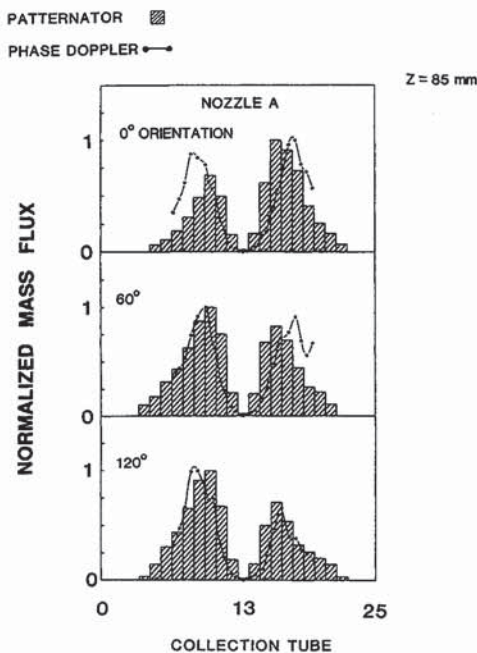 PATTERNATOR
PHASE DOPPLER
Z = 85 mm
NOZZLE A
0° ORIENTATION
1
0
60°
1
0
120°
1
0
NORMALIZED MASS FLUX
0 13 25
COLLECTION TUBE